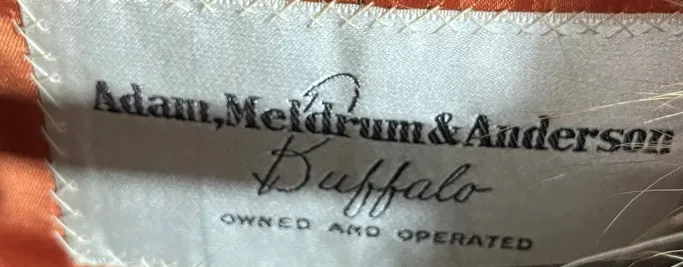 Adam, Meldrum & Anderson
Buffalo
OWNED AND OPERATED